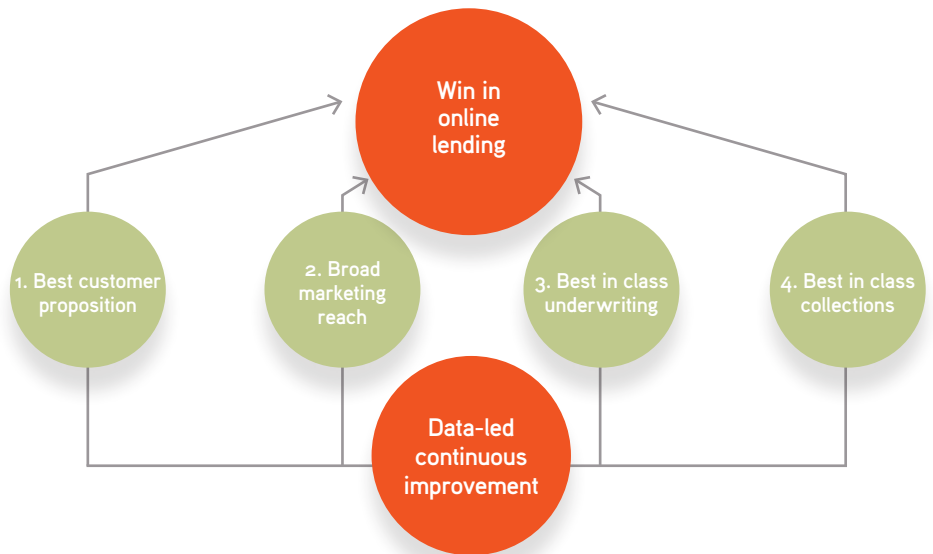 Win in
online
lending
1. Best customer
proposition
2. Broad
marketing
reach
3. Best in class
underwriting
4. Best in class
collections
Data-led
continuous
improvement